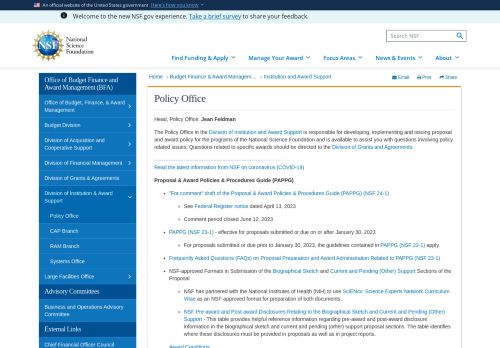 An official website of the United States government Here's how you know
Welcome to the new NSF.gov experience. Take a brief survey to share your feedback.
NSF
National
Science
Foundation
Search NSF
Find Funding & Apply
Manage Your Award
Focus Areas
News & Events
About
Office of Budget Finance and
Award Management (BFA)
Office of Budget, Finance, & Award
Management
Budget Division
Division of Acquisition and
Cooperative Support
Division of Financial Management
Division of Grants & Agreements
Division of Institution & Award
Support
Policy Office
CAP Branch
RAM Branch
Systems Office
Large Facilities Office
Advisory Committees
Business and Operations Advisory
Committee
External Links
Chief Financial Officer Council
Home
Budget Finance & Award Managem...
Institution and Award Support
Email
Print
Share
Policy Office
Head, Policy Officer: Jean Feldman
The Policy Office in the Division of Institution and Award Support is responsible for developing, implementing and issuing proposal
and award policy for the programs of the National Science Foundation and is available to assist you with questions involving policy
related issues. Questions related to specific awards should be directed to the Division of Grants and Agreements.
Read the latest information from NSF on coronavirus (COVID-19)
Proposal & Award Policies & Procedures Guide (PAPPG)
"For comment" draft of the Proposal & Award Policies & Procedures Guide (PAPPG) (NSF 24-1)
See Federal Register notice dated April 13, 2023
Comment period closed June 12, 2023
PAPPG (NSF 23-1) - effective for proposals submitted or due on or after January 30, 2023
For proposals submitted or due prior to January 30, 2023, the guidelines contained in PAPPG (NSF 22-1) apply.
Frequently Asked Questions (FAQs) on Proposal Preparation and Award Administration Related to PAPPG (NSF 23-1)
NSF-approved Formats in Submission of the Biographical Sketch and Current and Pending (Other) Support Sections of the
Proposal
NSF has partnered with the National Institutes of Health (NIH) to use SciENcv: Science Experts Network Curriculum
Vitae as an NSF-approved format for preparation of both documents.
NSF Pre-award and Post-award Disclosures Relating to the Biographical Sketch and Current and Pending (Other)
Support - This table provides helpful reference information regarding pre-award and post-award disclosure
information in the biographical sketch and current and pending (other) support proposal sections. The table identifies
where these disclosures must be provided in proposals as well as in project reports.
Award Conditions